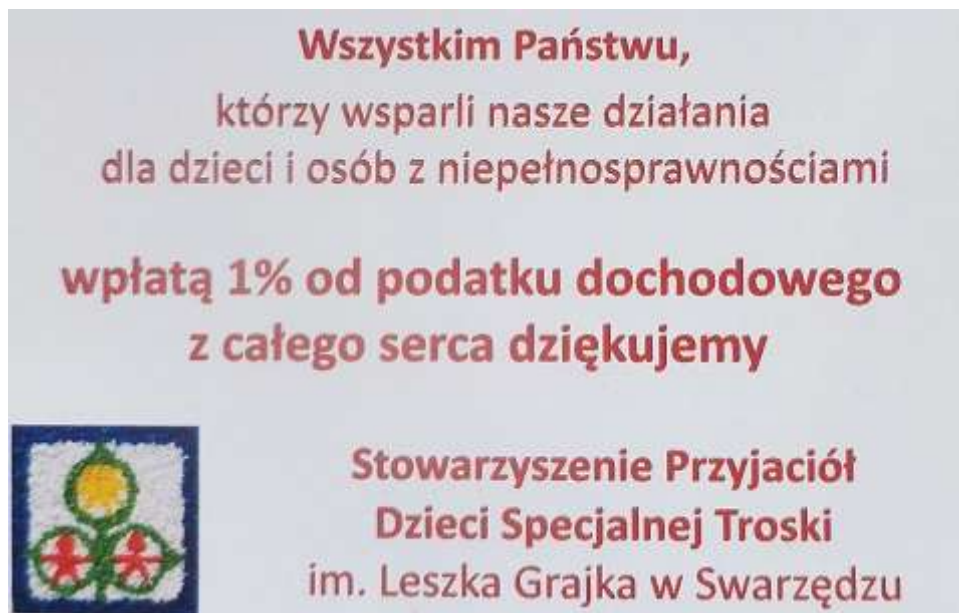 Wszystkim Państwu,
którzy wsparli nasze działania
dla dzieci i osób z niepełnosprawnościami
wpłatą 1% od podatku dochodowego
z całego serca dziękujemy
Stowarzyszenie Przyjaciół
Dzieci Specjalnej Troski
im. Leszka Grajka w Swarzędzu